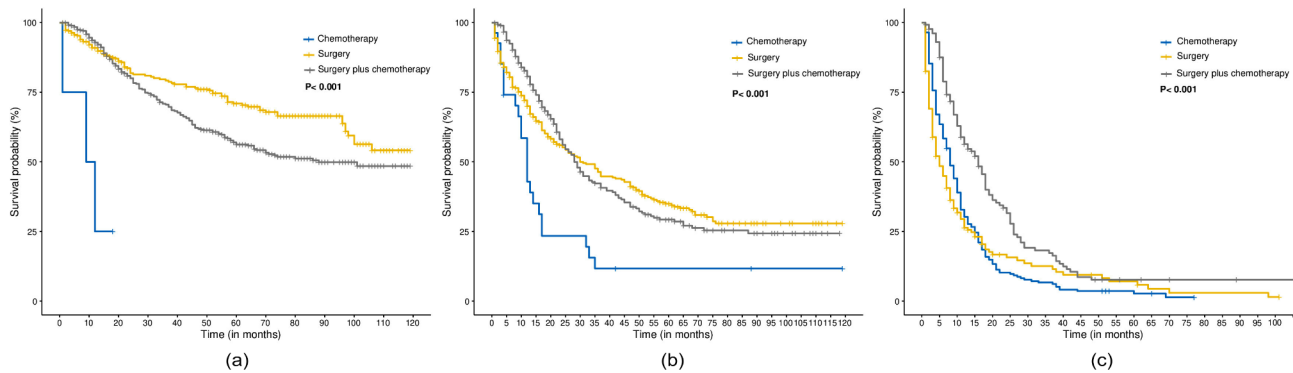 100
75
50
25
0
Survival probability (%)
Chemotherapy
Surgery
Surgery plus chemotherapy
P< 0.001
0 10 20 30 40 50 60 70 80 90 100 110 120
Time (in months)
(a)
100
75
50
25
0
Survival probability (%)
Chemotherapy
Surgery
Surgery plus chemotherapy
P< 0.001
0 5 10 15 20 25 30 35 40 45 50 55 60 65 70 75 80 85 90 95 100 105 110 115 120
Time (in months)
(b)
100
75
50
25
0
Survival probability (%)
Chemotherapy
Surgery
Surgery plus chemotherapy
P< 0.001
0 5 10 15 20 25 30 35 40 45 50 55 60 65 70 75 80 85 90 95 100
Time (in months)
(c)